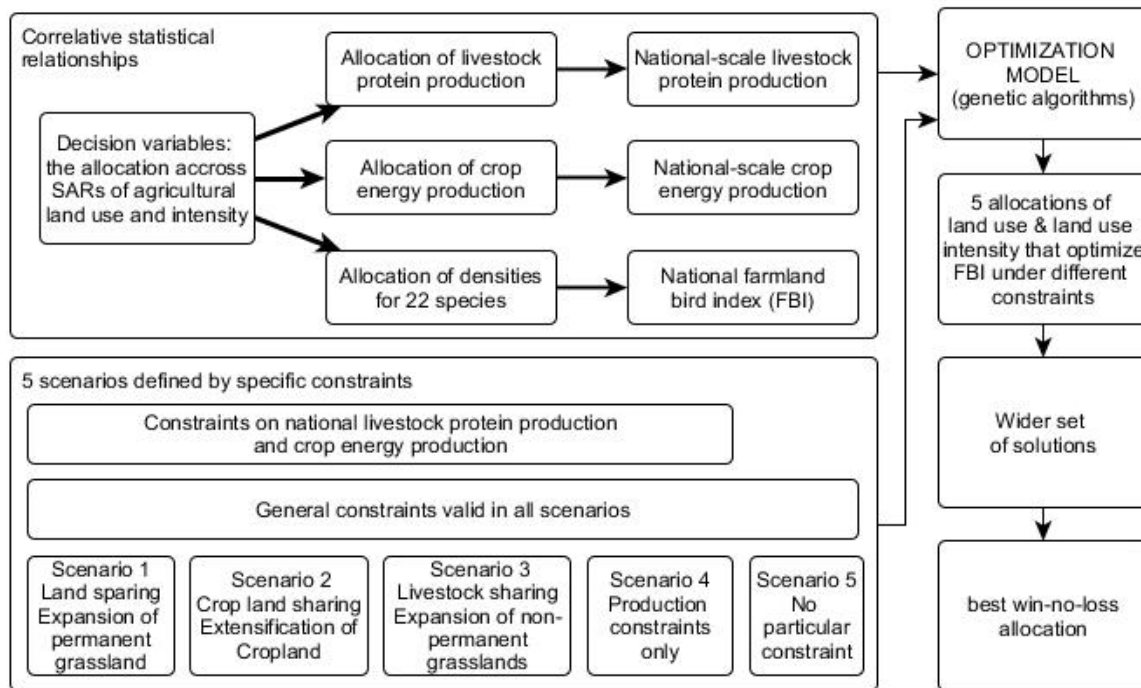 Correlative statistical
relationships
Decision variables:
the allocation accross
SARs of agricultural
land use and intensity
Allocation of livestock
protein production
National-scale livestock
protein production
Allocation of crop
energy production
National-scale crop
energy production
Allocation of densities
for 22 species
National farmland
bird index (FBI)
5 scenarios defined by specific constraints
Constraints on national livestock protein production
and crop energy production
General constraints valid in all scenarios
Scenario 1
Land sparing
Expansion of
permanent
grassland
Scenario 2
Crop land sharing
Extensification of
Cropland
Scenario 3
Livestock sharing
Expansion of non-
permanent
grasslands
Scenario 4
Production
constraints
only
Scenario 5
No
particular
constraint
OPTIMIZATION
MODEL
(genetic algorithms)
5 allocations of
land use & land use
intensity that optimize
FBI under different
constraints
Wider set
of solutions
best win-no-loss
allocation